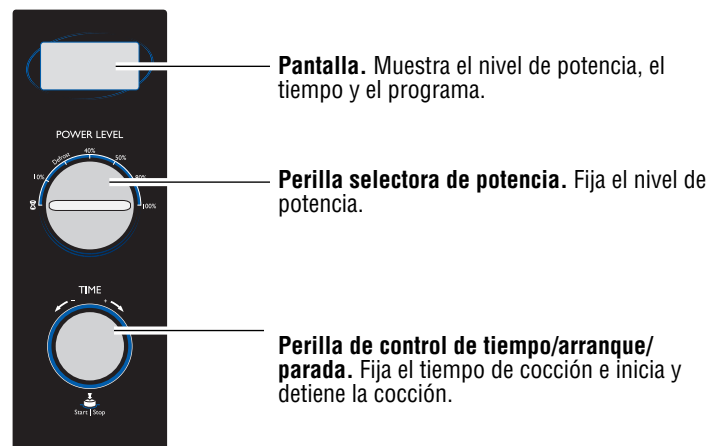 Pantalla. Muestra el nivel de potencia, el
tiempo y el programa.
POWER LEVEL
10%
Defrost
40%
50%
80%
100%
Perilla selectora de potencia. Fija el nivel de
potencia.
TIME
- +
Perilla de control de tiempo/arranque/
parada. Fija el tiempo de cocción e inicia y
detiene la cocción.
Start | Stop